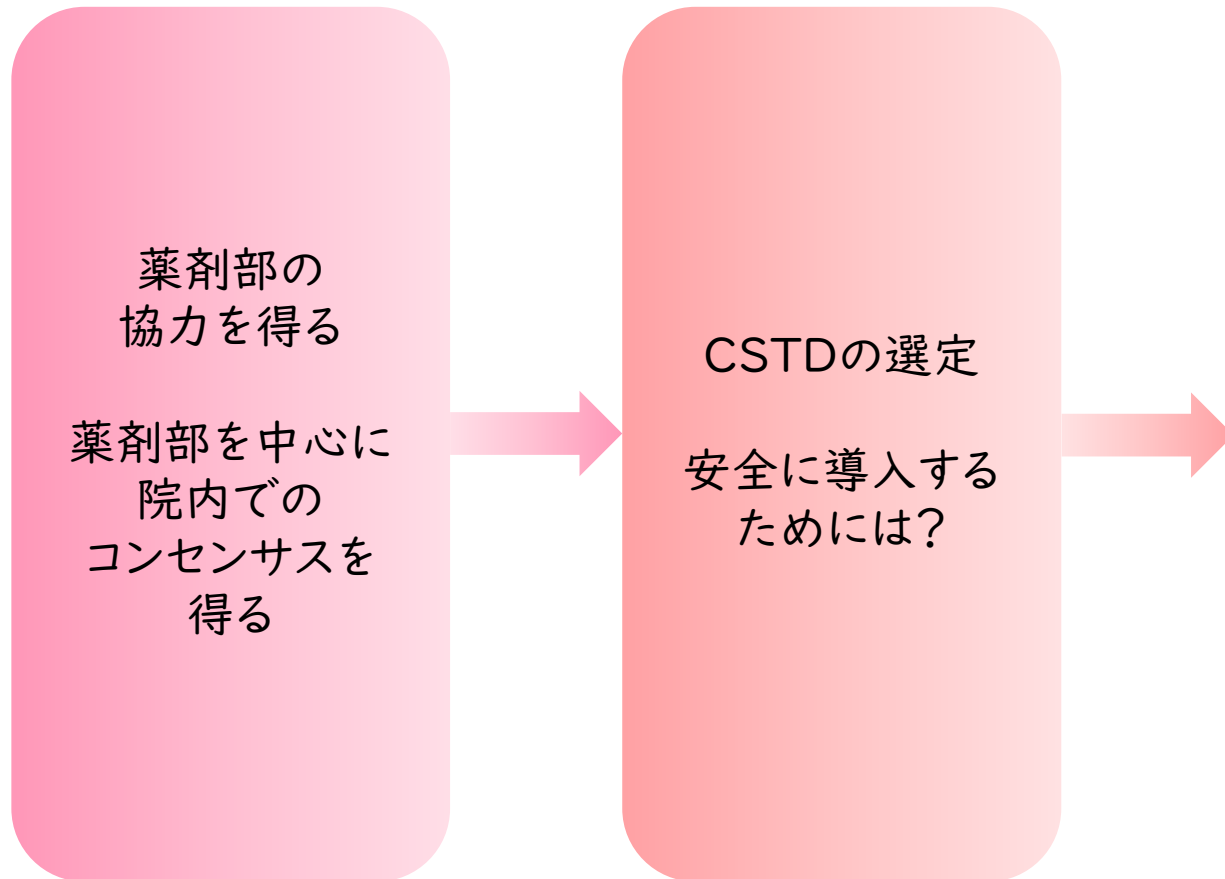 薬剤部の
協力を得る
薬剤部を中心に
院内での
コンセンサスを
得る
CSTDの選定
安全に導入する
ためには？